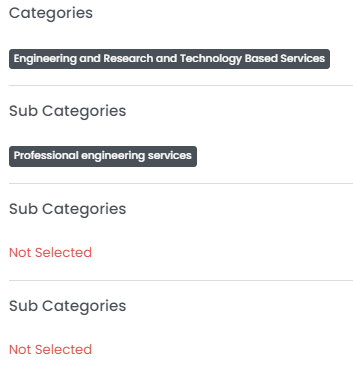 Categories
Engineering and Research and Technology Based Services
Sub Categories
Professional engineering services
Sub Categories
Not Selected
Sub Categories
Not Selected